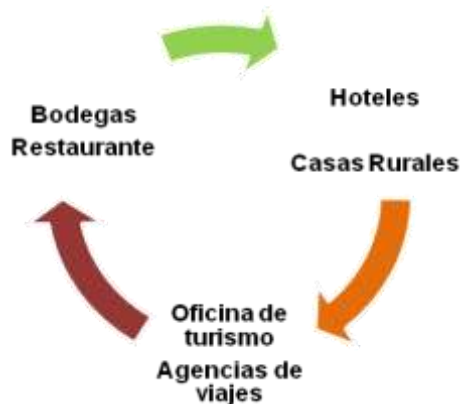 Bodegas
Restaurante
Hoteles
Casas Rurales
Oficina de
turismo
Agencias de
viajes